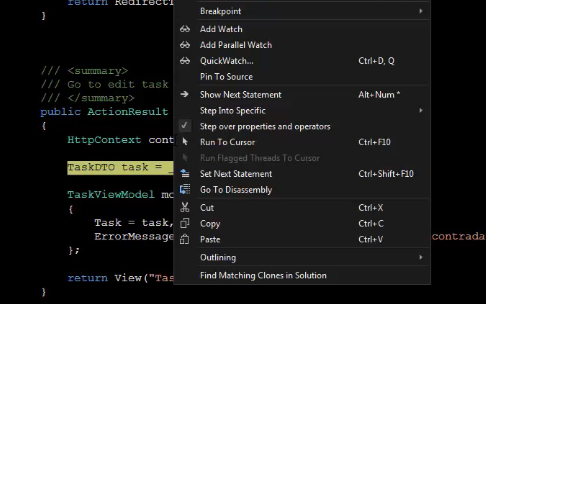 return RedirectT
}
/// <summary>
/// Go to edit task
/// </summary>
public ActionResult
{
HttpContext cont
TaskDTO task = _
TaskViewModel mo
{
Task = task,
ErrorMessage
contrada
};
return View("Tas
}
Breakpoint
Add Watch
Add Parallel Watch
QuickWatch... Ctrl+D, Q
Pin To Source
Show Next Statement Alt+Num *
Step Into Specific
Step over properties and operators
Run To Cursor Ctrl+F10
Run Flagged Threads To Cursor
Set Next Statement Ctrl+Shift+F10
Go To Disassembly
Cut Ctrl+X
Copy Ctrl+C
Paste Ctrl+V
Outlining
Find Matching Clones in Solution